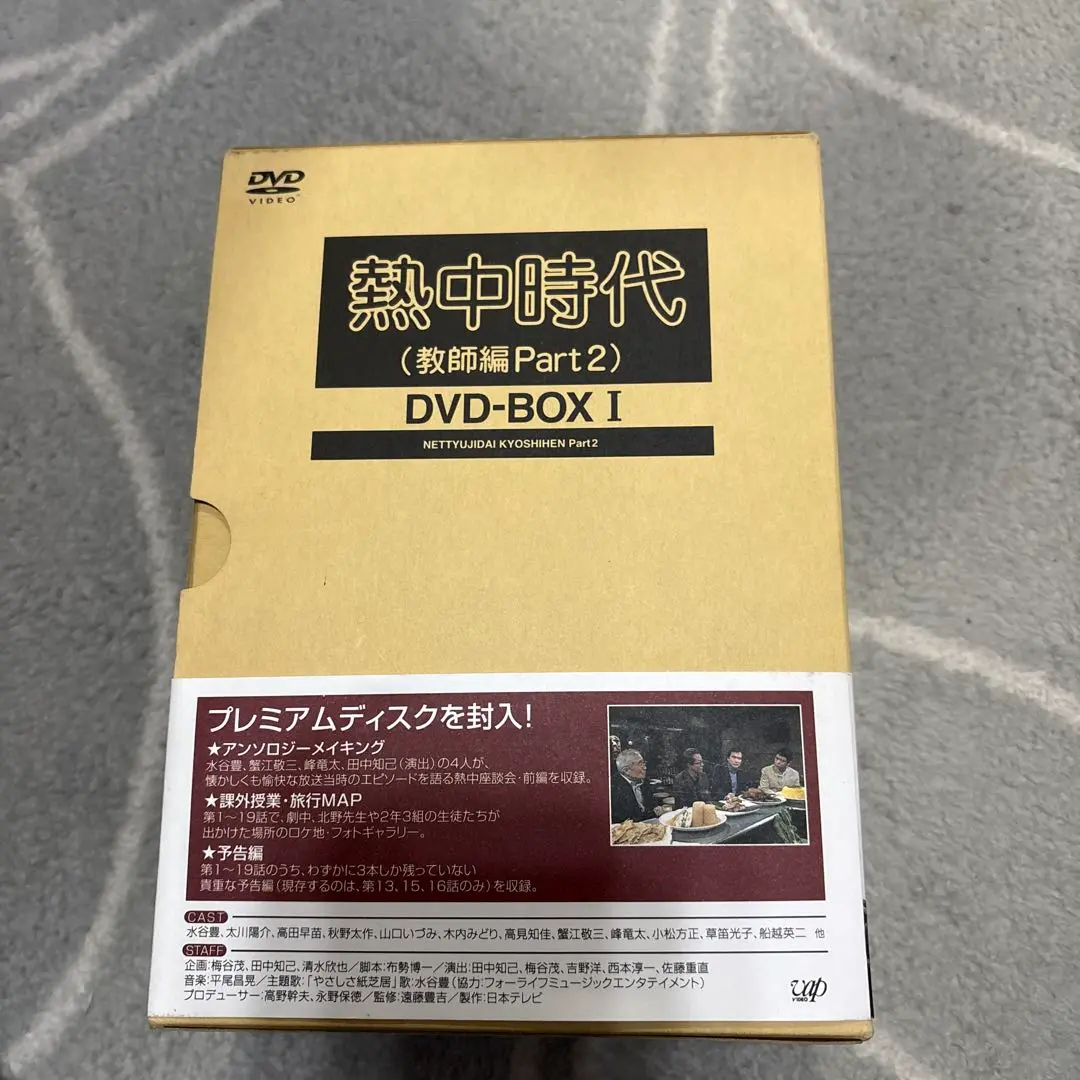 DVD
VIDEO
熱中時代
（教師編Part2）
DVD-BOX I
NETTYUJIDAI KYOSHIHEN Part2
プレミアムディスクを封入！
★アンソロジーメイキング
水谷豊、蟹江敬三、峰竜太、田中知己（演出）の4人が、
懐かしくも愉快な放送当時のエピソードを語る熱中座談会・前編を収録。
★課外授業・旅行MAP
第1〜19話で、劇中、北野先生や2年3組の生徒たちが
出かけた場所のロケ地・フォトギャラリー。
★予告編
第1〜19話のうち、わずかに3本しか残っていない
貴重な予告編（現存するのは、第13、15、16話のみ）を収録。
CAST
水谷豊、太川陽介、高田早苗、秋野太作、山口いづみ、木内みどり、高見知佳、蟹江敬三、峰竜太、小松方正、草笛光子、船越英二 他
STAFF
企画：梅谷茂、田中知己、清水欣也／脚本：布勢博一／演出：田中知己、梅谷茂、吉野洋、西本淳一、佐藤重直
音楽：平尾昌晃／主題歌：「やさしさ紙芝居」歌：水谷豊（協力：フォーライフミュージックエンタテイメント）
プロデューサー：高野幹夫、永野保徳／監修：遠藤豊吉／製作：日本テレビ
vap
VIDEO